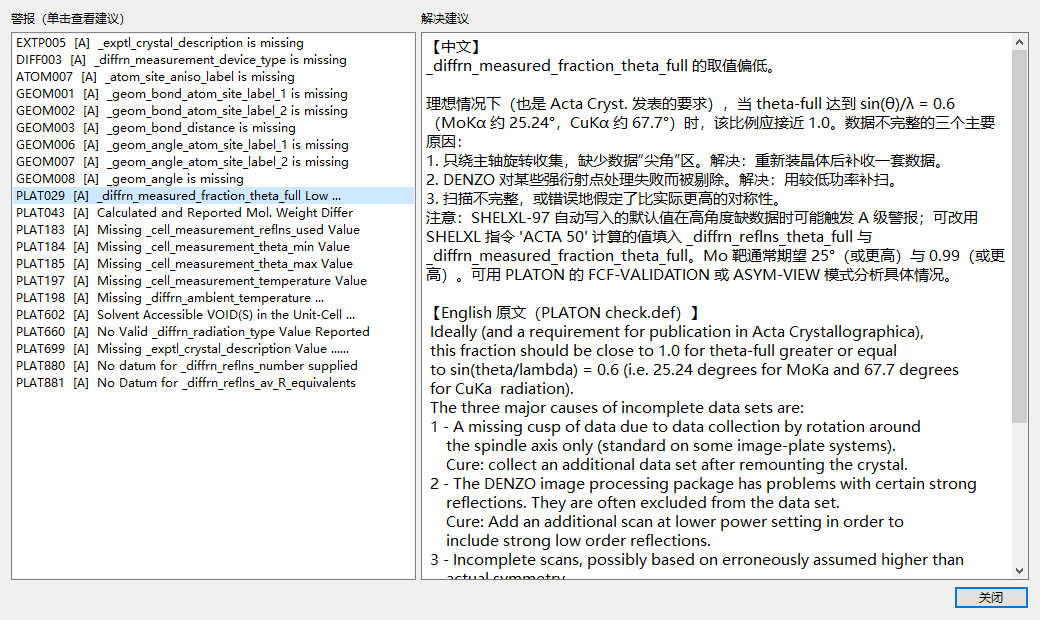 警报（单击查看建议）
EXTP005 [A] _exptl_crystal_description is missing
DIFF003 [A] _diffrn_measurement_device_type is missing
ATOM007 [A] _atom_site_aniso_label is missing
GEOM001 [A] _geom_bond_atom_site_label_1 is missing
GEOM002 [A] _geom_bond_atom_site_label_2 is missing
GEOM003 [A] _geom_bond_distance is missing
GEOM006 [A] _geom_angle_atom_site_label_1 is missing
GEOM007 [A] _geom_angle_atom_site_label_2 is missing
GEOM008 [A] _geom_angle is missing
PLAT029 [A] _diffrn_measured_fraction_theta_full Low ...
PLAT043 [A] Calculated and Reported Mol. Weight Differ
PLAT183 [A] Missing _cell_measurement_reflns_used Value
PLAT184 [A] Missing _cell_measurement_theta_min Value
PLAT185 [A] Missing _cell_measurement_theta_max Value
PLAT197 [A] Missing _cell_measurement_temperature Value
PLAT198 [A] Missing _diffrn_ambient_temperature ...
PLAT602 [A] Solvent Accessible VOID(S) in the Unit-Cell ...
PLAT660 [A] No Valid _diffrn_radiation_type Value Reported
PLAT699 [A] Missing _exptl_crystal_description Value ......
PLAT880 [A] No datum for _diffrn_reflns_number supplied
PLAT881 [A] No Datum for _diffrn_reflns_av_R_equivalents
解决建议
【中文】
_diffrn_measured_fraction_theta_full 的取值偏低。
理想情况下（也是 Acta Cryst. 发表的要求），当 theta-full 达到 sin(θ)/λ = 0.6
（MoKα 约 25.24°，CuKα 约 67.7°）时，该比例应接近 1.0。数据不完整的三个主要
原因：
1. 只绕主轴旋转收集，缺少数据“尖角”区。解决：重新装晶体后补收一套数据。
2. DENZO 对某些强衍射点处理失败而被剔除。解决：用较低功率补扫。
3. 扫描不完整，或错误地假定了比实际更高的对称性。
注意：SHELXL-97 自动写入的默认值在高角度缺数据时可能触发 A 级警报；可改用
SHELXL 指令 'ACTA 50' 计算的值填入 _diffrn_reflns_theta_full 与
_diffrn_measured_fraction_theta_full。Mo 靶通常期望 25°（或更高）与 0.99（或更
高）。可用 PLATON 的 FCF-VALIDATION 或 ASYM-VIEW 模式分析具体情况。
【English 原文（PLATON check.def）】
Ideally (and a requirement for publication in Acta Crystallographica),
this fraction should be close to 1.0 for theta-full greater or equal
to sin(theta/lambda) = 0.6 (i.e. 25.24 degrees for MoKa and 67.7 degrees
for CuKa radiation).
The three major causes of incomplete data sets are:
1 - A missing cusp of data due to data collection by rotation around
the spindle axis only (standard on some image-plate systems).
Cure: collect an additional data set after remounting the crystal.
2 - The DENZO image processing package has problems with certain strong
reflections. They are often excluded from the data set.
Cure: Add an additional scan at lower power setting in order to
include strong low order reflections.
3 - Incomplete scans, possibly based on erroneously assumed higher than
actual symmetry.
关闭